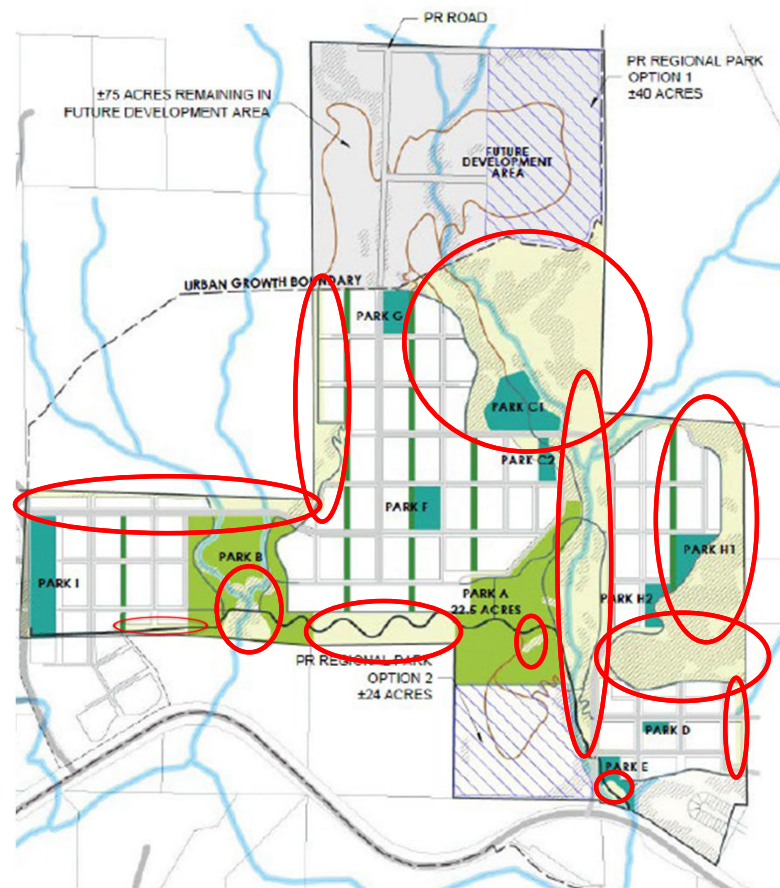 PR ROAD
PR REGIONAL PARK
OPTION 1
±40 ACRES
±75 ACRES REMAINING IN
FUTURE DEVELOPMENT AREA
FUTURE
DEVELOPMENT
AREA
URBAN GROWTH BOUNDARY
PARK G
PARK C1
PARK C2
PARK F
PARK B
PARK H1
PARK I
PARK A
22.5 ACRES
PARK H2
PR REGIONAL PARK
OPTION 2
±24 ACRES
PARK D
PARK E